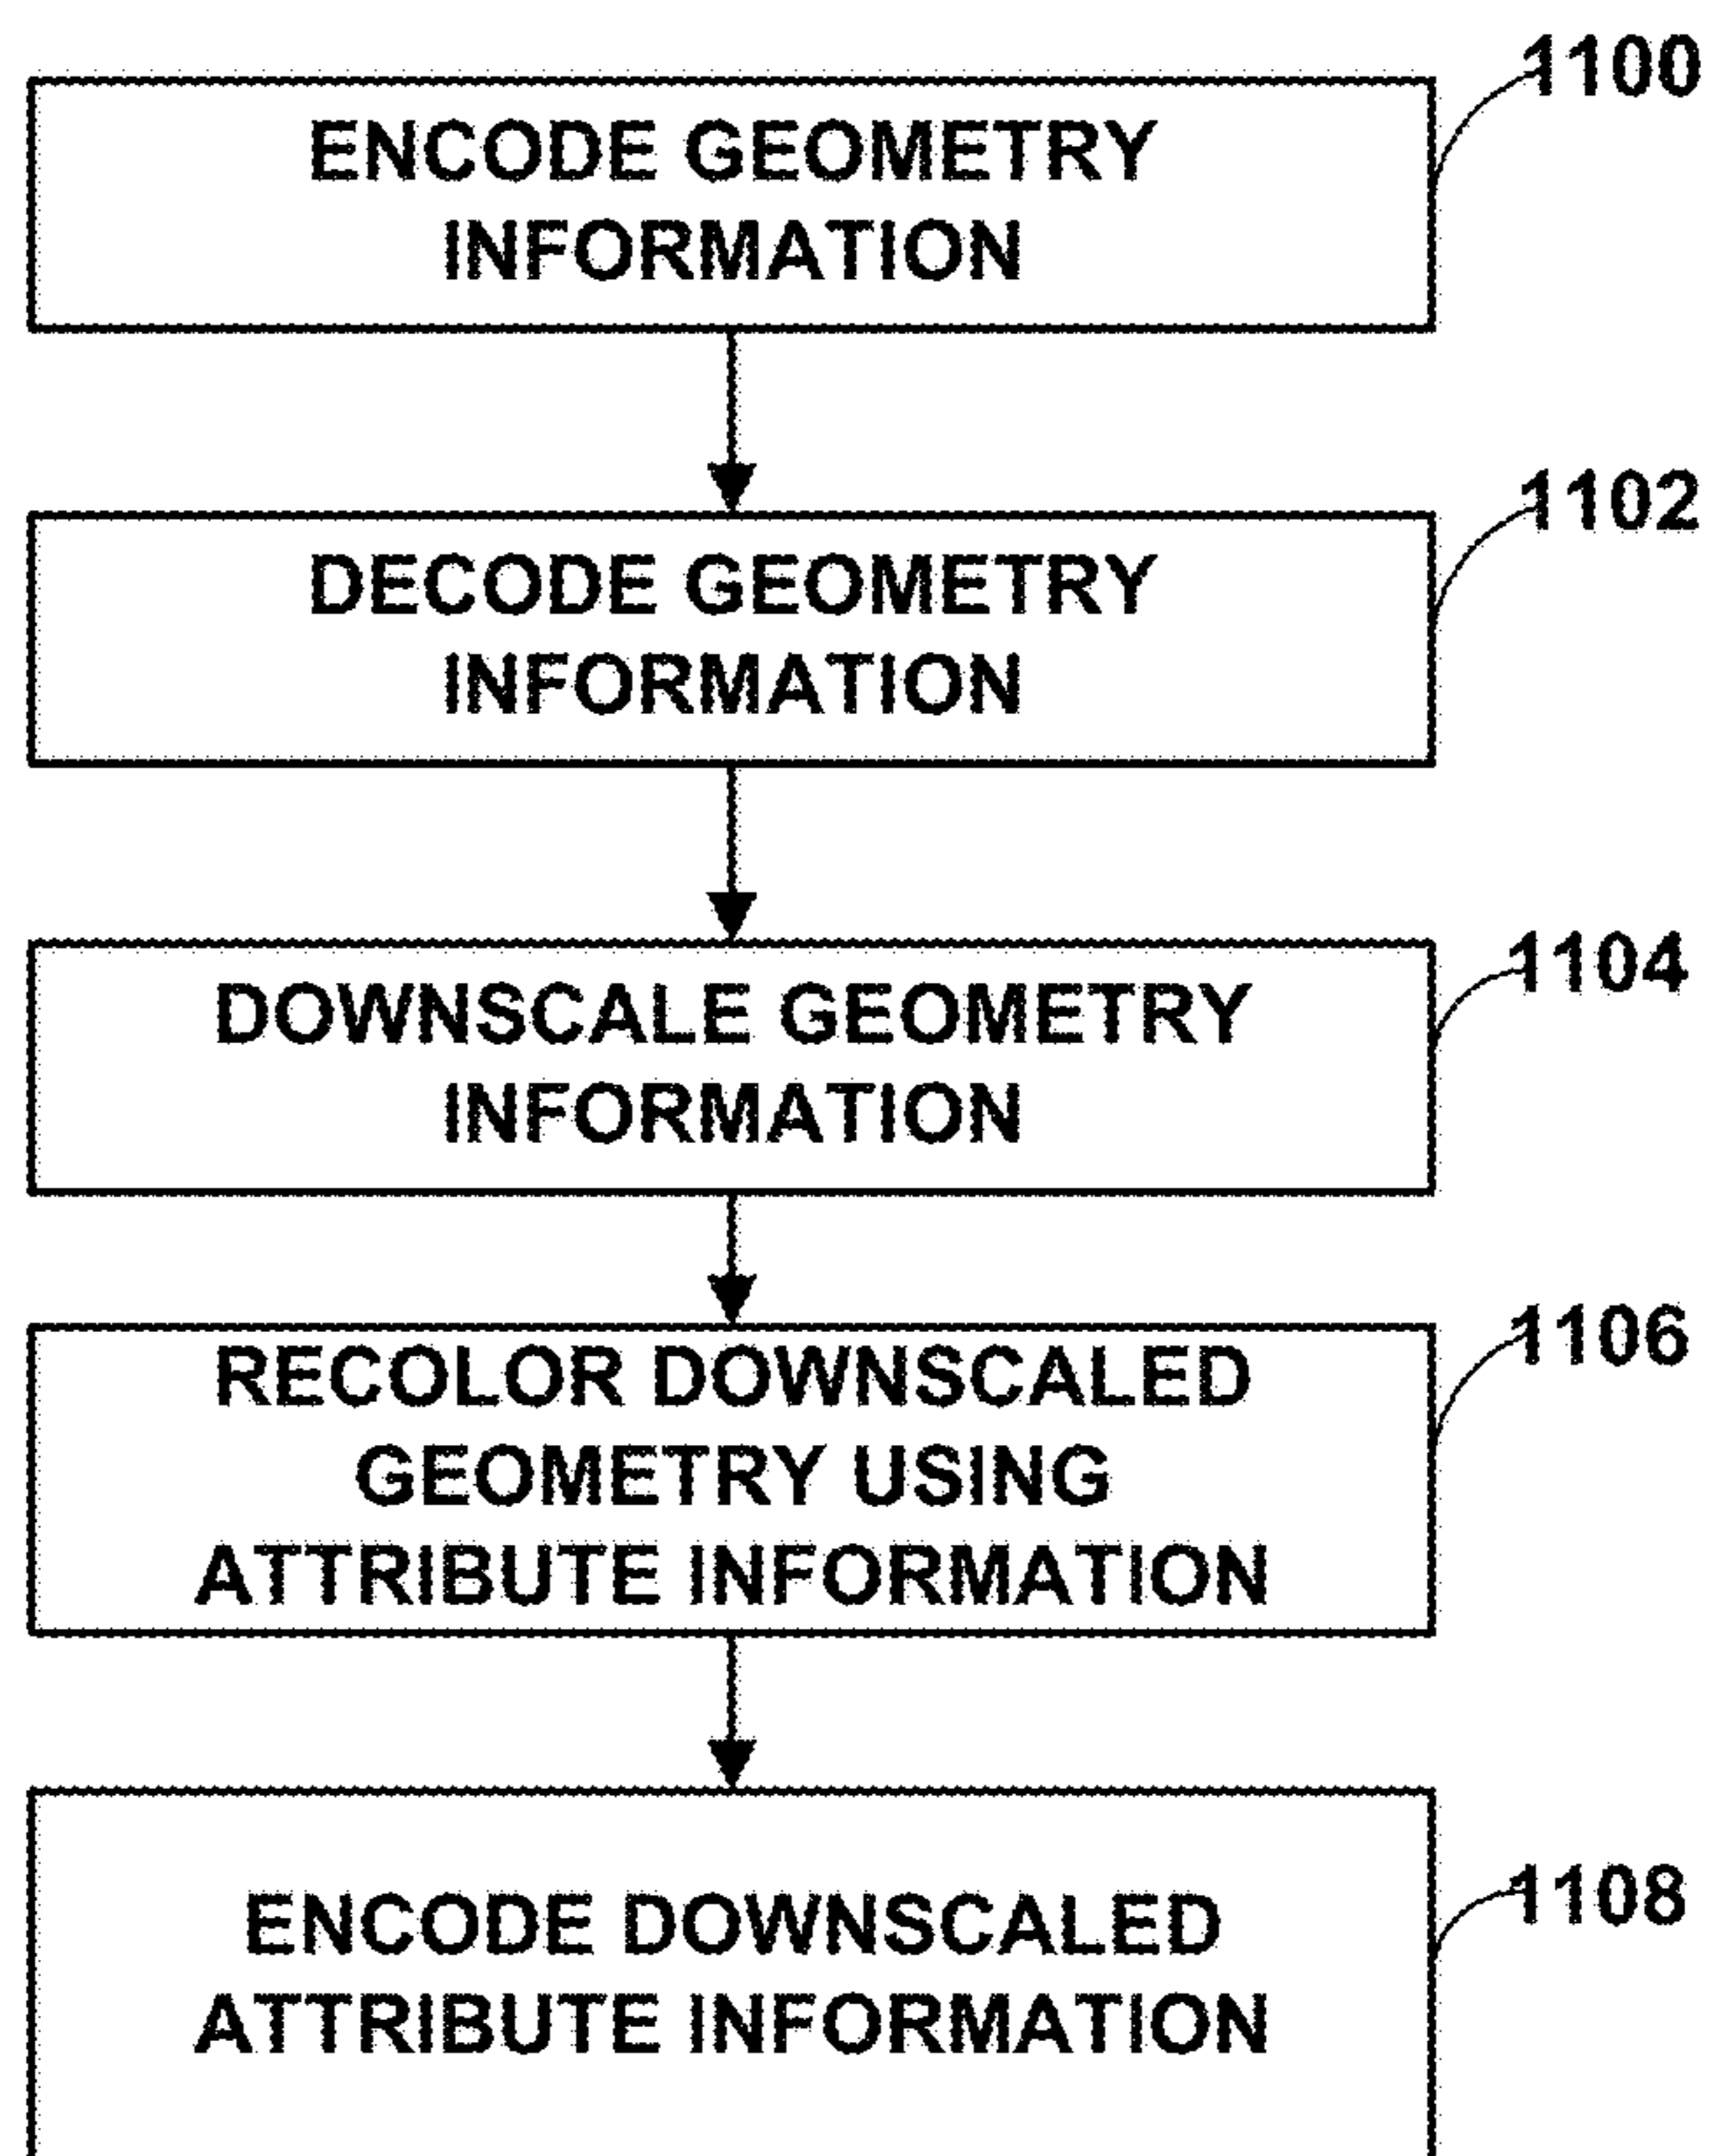 1100
ENCODE GEOMETRY
INFORMATION
1102
DECODE GEOMETRY
INFORMATION
1104
DOWNSCALE GEOMETRY
INFORMATION
1106
RECOLOR DOWNSCALED
GEOMETRY USING
ATTRIBUTE INFORMATION
1108
ENCODE DOWNSCALED
ATTRIBUTE INFORMATION